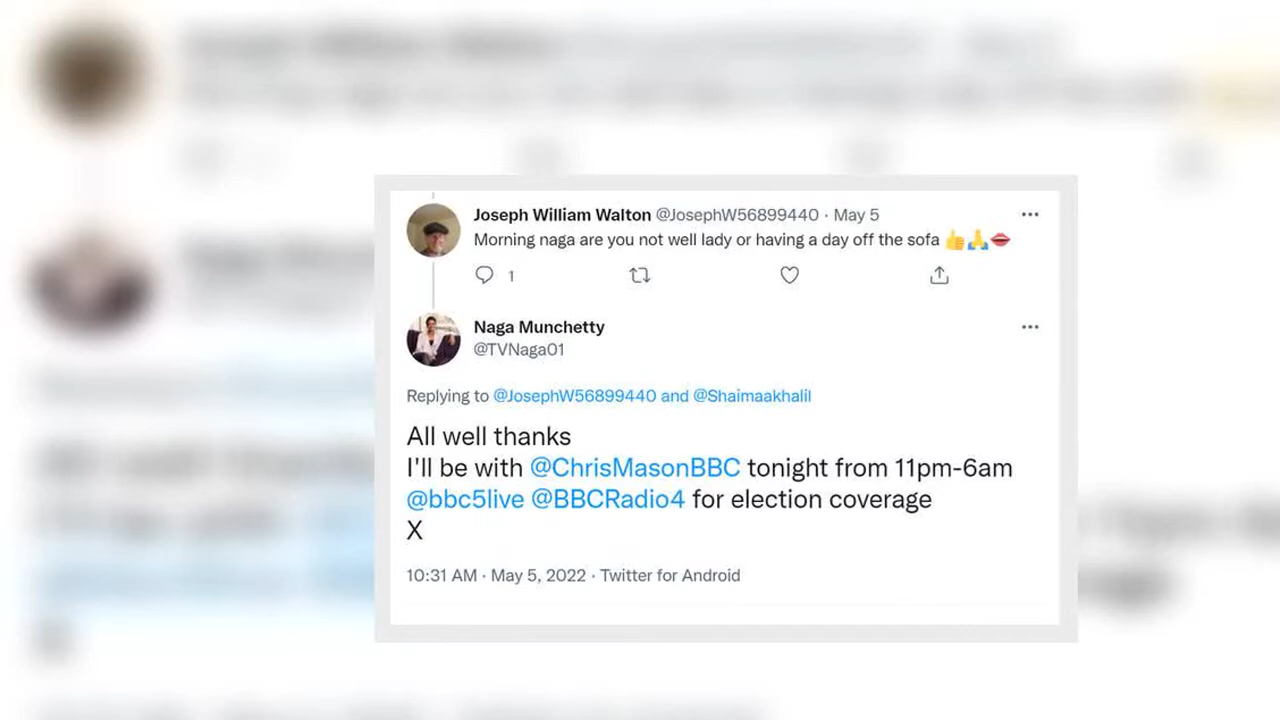 Joseph William Walton @JosephW56899440 · May 5
Morning naga are you not well lady or having a day off the sofa 👍🙏👄
1
Naga Munchetty
@TVNaga01
Replying to @JosephW56899440 and @Shaimaakhalil
All well thanks
I'll be with @ChrisMasonBBC tonight from 11pm-6am
@bbc5live @BBCRadio4 for election coverage
X
10:31 AM · May 5, 2022 · Twitter for Android